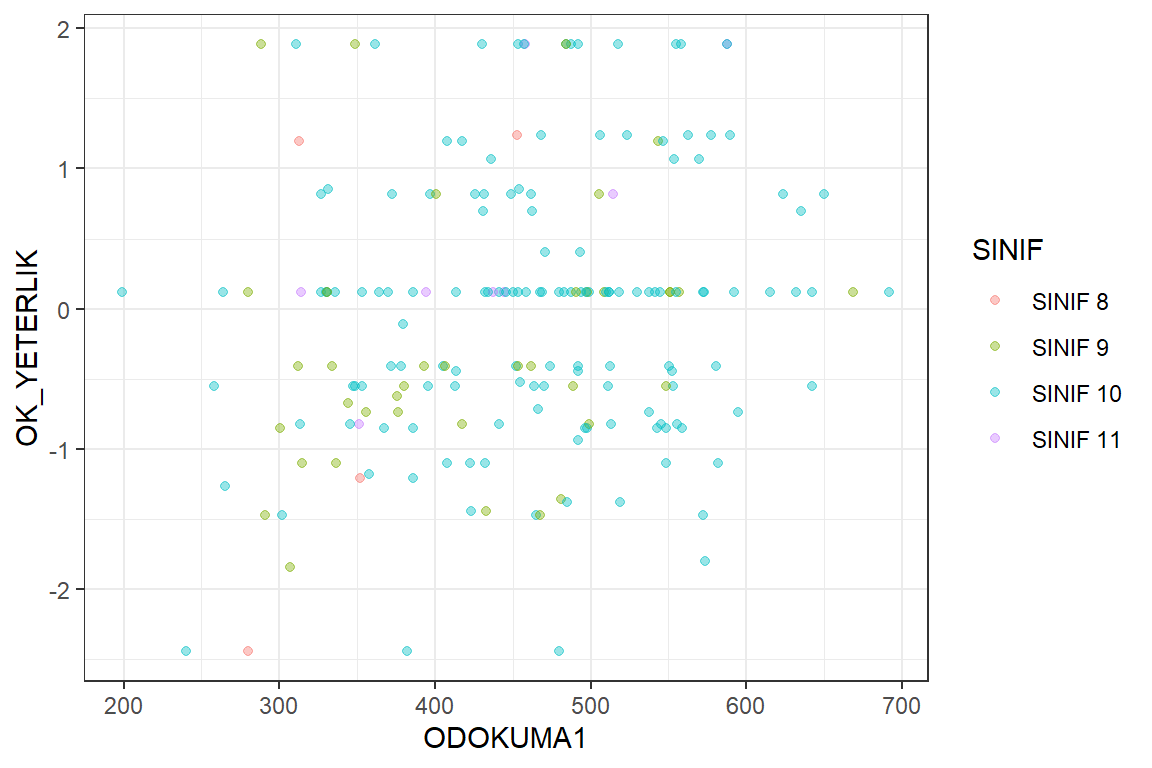 2
1
0
-1
-2
OK_YETERLIK
200 300 400 500 600 700
ODOKUMA1
SINIF
SINIF 8
SINIF 9
SINIF 10
SINIF 11